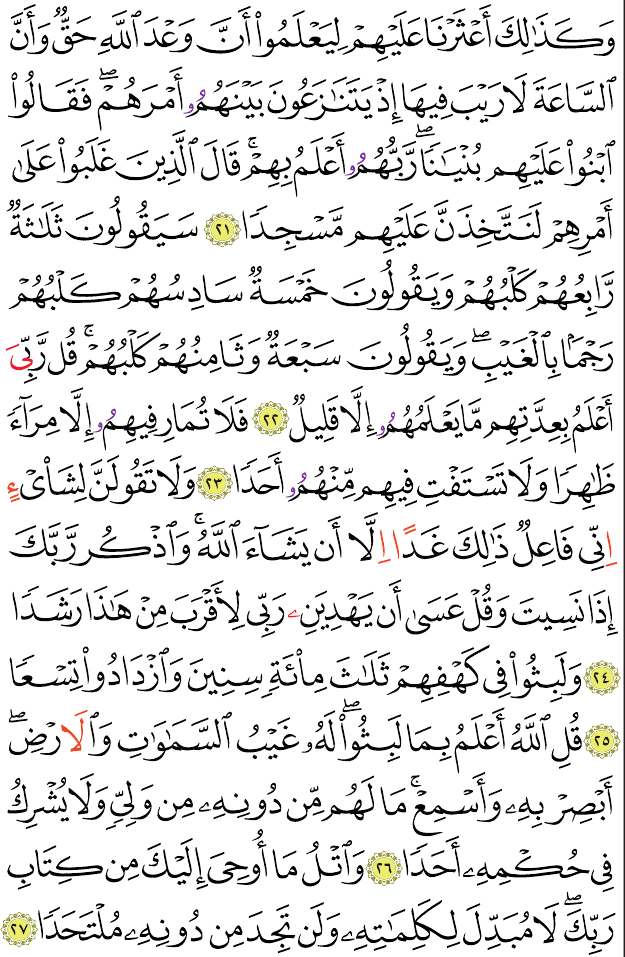 وَكَذَٰلِكَ أَعْثَرْنَا عَلَيْهِمْ لِيَعْلَمُوٓا۟ أَنَّ وَعْدَ ٱللَّهِ حَقٌّ وَأَنَّ
ٱلسَّاعَةَ لَا رَيْبَ فِيهَا إِذْ يَتَنَٰزَعُونَ بَيْنَهُمُۥٓ أَمْرَهُمْۖ فَقَالُوا۟
ٱبْنُوا۟ عَلَيْهِم بُنْيَٰنٗاۖ رَّبُّهُمُۥٓ أَعْلَمُ بِهِمْۚ قَالَ ٱلَّذِينَ غَلَبُوا۟ عَلَىٰٓ
أَمْرِهِمْ لَنَتَّخِذَنَّ عَلَيْهِم مَّسْجِدٗا ٢١ سَيَقُولُونَ ثَلَٰثَةٞ
رَّابِعُهُمْ كَلْبُهُمْ وَيَقُولُونَ خَمْسَةٞ سَادِسُهُمْ كَلْبُهُمْ
رَجْمَۢا بِٱلْغَيْبِۖ وَيَقُولُونَ سَبْعَةٞ وَثَامِنُهُمْ كَلْبُهُمْۚ قُل رَّبِّيَ
أَعْلَمُ بِعِدَّتِهِم مَّا يَعْلَمُهُمُۥٓ إِلَّا قَلِيلٞ ٢٢ فَلَا تُمَارِ فِيهِمُۥٓ إِلَّا مِرَآءٗ
ظَٰهِرٗا وَلَا تَسْتَفْتِ فِيهِم مِّنْهُمُۥٓ أَحَدٗا ٢٣ وَلَا تَقُولَنَّ لِشَا۟يْءٍ
اِنِّي فَاعِلٞ ذَٰلِكَ غَدًا اِلَّآ أَن يَشَآءَ ٱللَّهُۚ وَٱذْكُر رَّبَّكَ
إِذَا نَسِيتَ وَقُلْ عَسَىٰٓ أَن يَهْدِيَنِۦ رَبِّي لِأَقْرَبَ مِنْ هَٰذَا رَشَدٗا
٢٤ وَلَبِثُوا۟ فِي كَهْفِهِمْ ثَلَٰثَ مِا۟ئَةٖ سِنِينَ وَٱزْدَادُوا۟ تِسْعٗا
٢٥ قُلِ ٱللَّهُ أَعْلَمُ بِمَا لَبِثُوا۟ۖ لَهُۥ غَيْبُ ٱلسَّمَٰوَٰتِ وَٱلَارْضِۖ
أَبْصِرْ بِهِۦ وَأَسْمِعْۚ مَا لَهُم مِّن دُونِهِۦ مِن وَلِيّٖ وَلَا يُشْرِكُ
فِي حُكْمِهِۦٓ أَحَدٗا ٢٦ وَٱتْلُ مَآ أُوحِيَ إِلَيْكَ مِن كِتَابِ
رَبِّكَۖ لَا مُبَدِّلَ لِكَلِمَٰتِهِۦ وَلَن تَجِدَ مِن دُونِهِۦ مُلْتَحَدٗا ٢٧